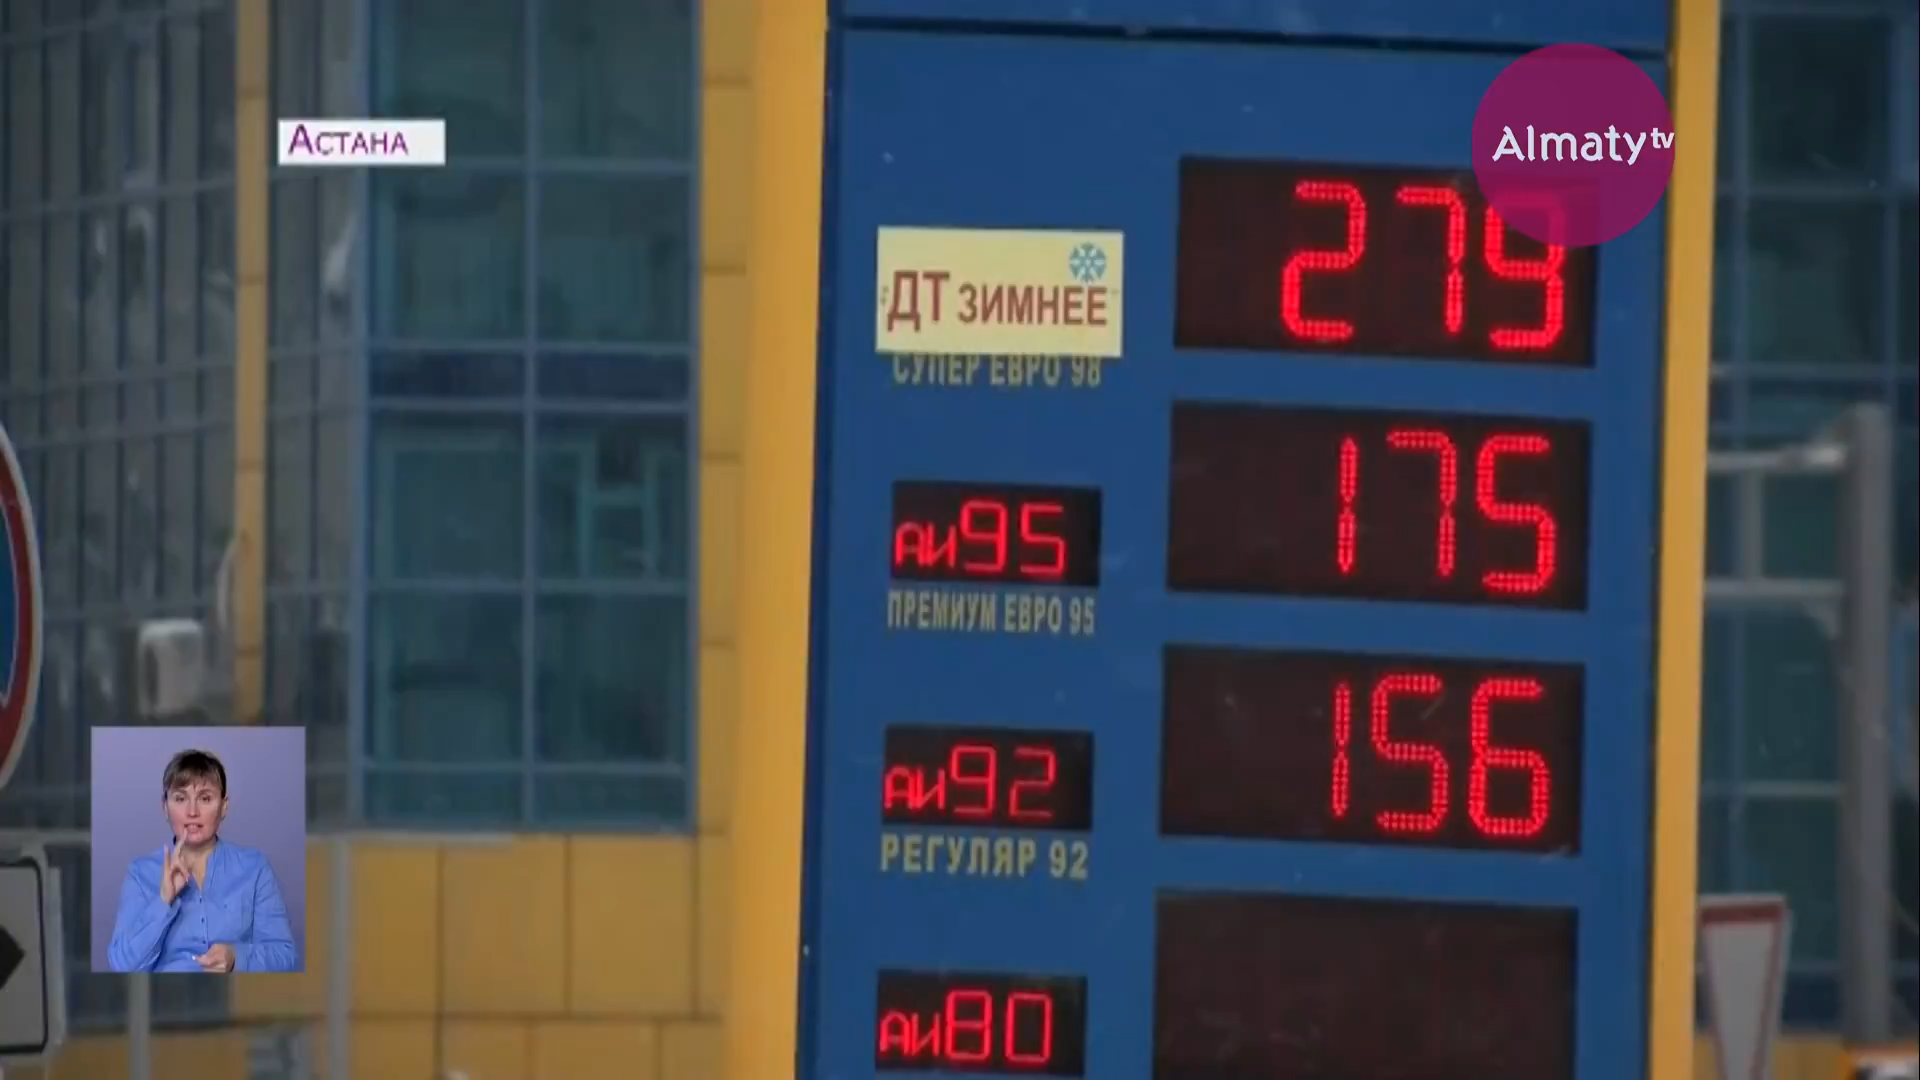 Астана
Almaty tv
279
ДТ ЗИМНЕЕ
СУПЕР ЕВРО 98
175
АИ95
ПРЕМИУМ ЕВРО 95
156
АИ92
РЕГУЛЯР 92
АИ80